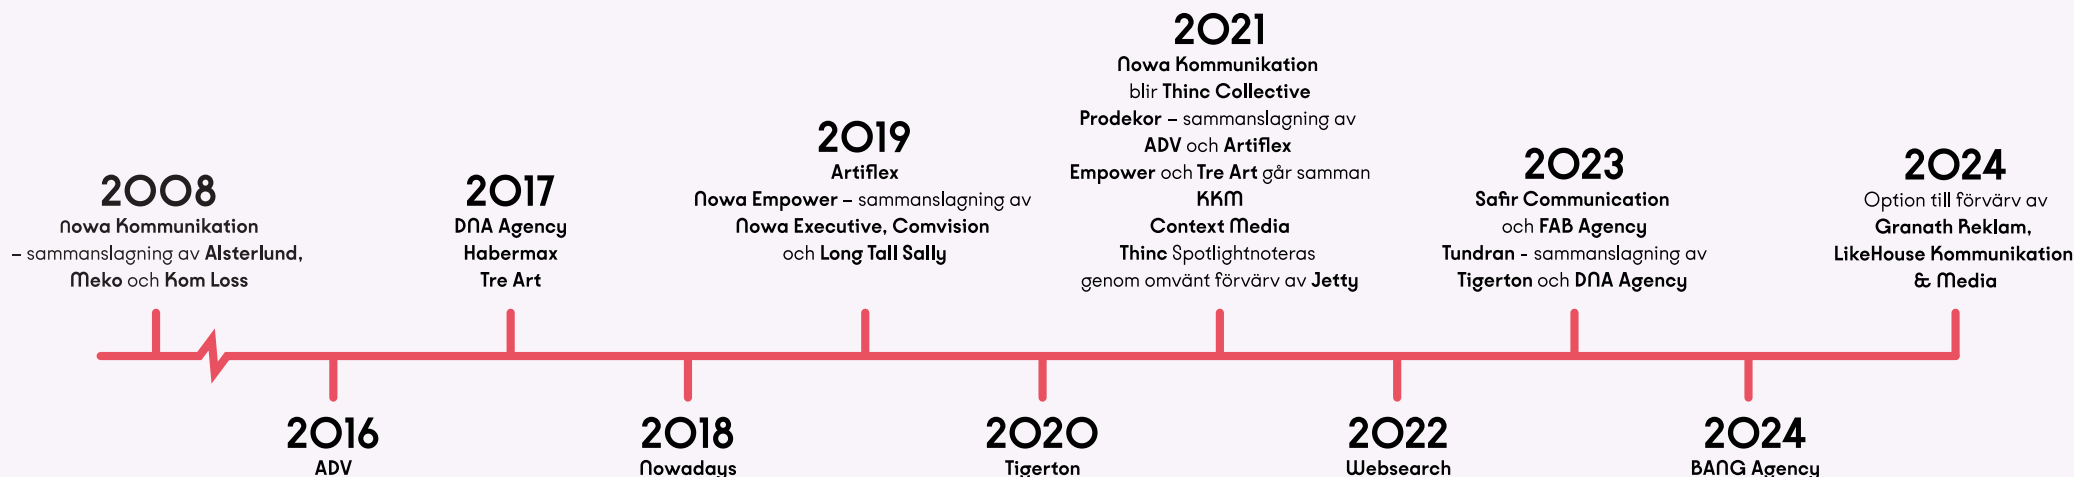 2008
Nowa Kommunikation
– sammanslagning av Alsterlund,
Meko och Kom Loss
2016
ADV
2017
DNA Agency
Habermax
Tre Art
2018
Nowadays
2019
Artiflex
Nowa Empower – sammanslagning av
Nowa Executive, Comvision
och Long Tall Sally
2020
Tigerton
2021
Nowa Kommunikation
blir Thinc Collective
Prodekor – sammanslagning av
ADV och Artiflex
Empower och Tre Art går samman
KKM
Context Media
Thinc Spotlightnoteras
genom omvänt förvärv av Jetty
2022
Websearch
2023
Safir Communication
och FAB Agency
Tundran - sammanslagning av
Tigerton och DNA Agency
2024
BANG Agency
2024
Option till förvärv av
Granath Reklam,
LikeHouse Kommunikation
& Media